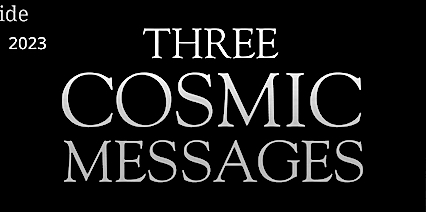 ide
2023
THREE
COSMIC
MESSAGES